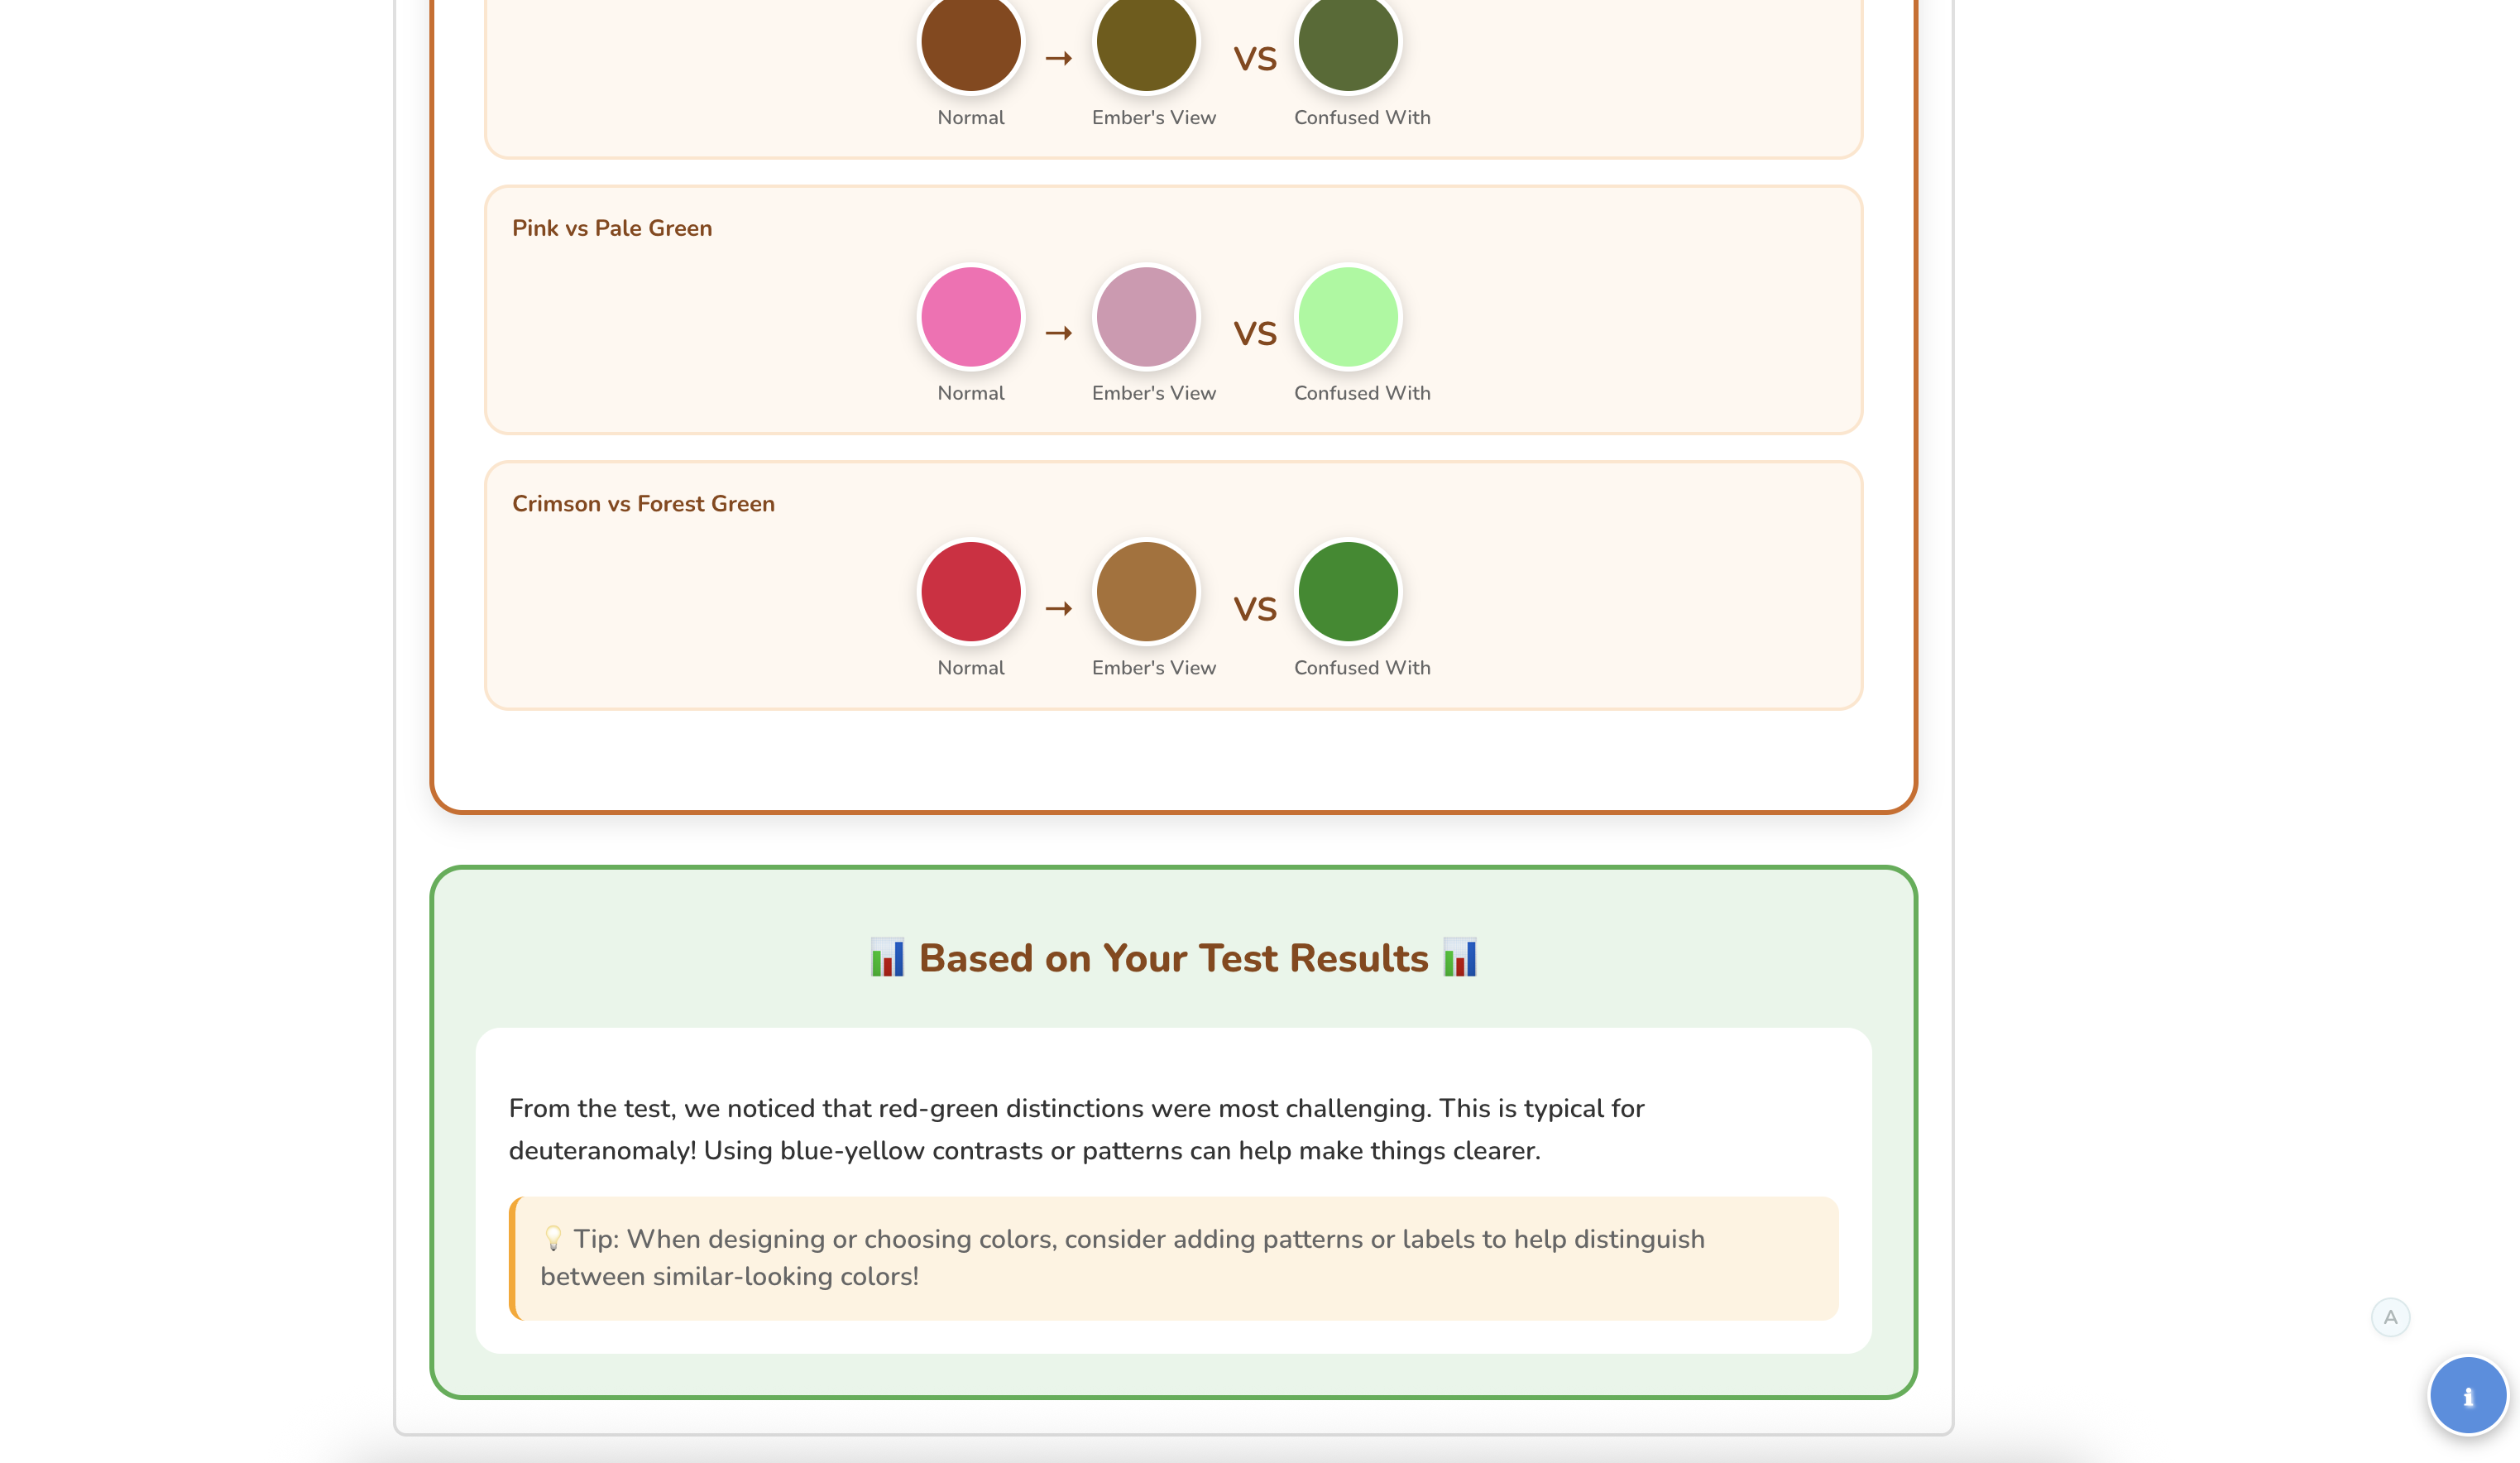 → VS
Normal Ember's View Confused With
Pink vs Pale Green
→ VS
Normal Ember's View Confused With
Crimson vs Forest Green
→ VS
Normal Ember's View Confused With
📊 Based on Your Test Results 📊
From the test, we noticed that red-green distinctions were most challenging. This is typical for
deuteranomaly! Using blue-yellow contrasts or patterns can help make things clearer.
💡 Tip: When designing or choosing colors, consider adding patterns or labels to help distinguish
between similar-looking colors!
A
i